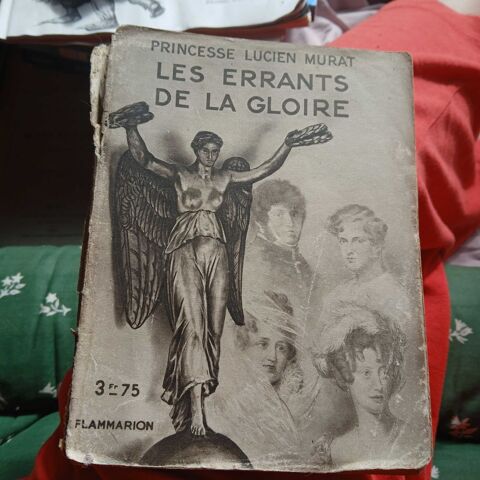 PRINCESSE LUCIEN MURAT
LES ERRANTS
DE LA GLOIRE
3 Fr 75
FLAMMARION